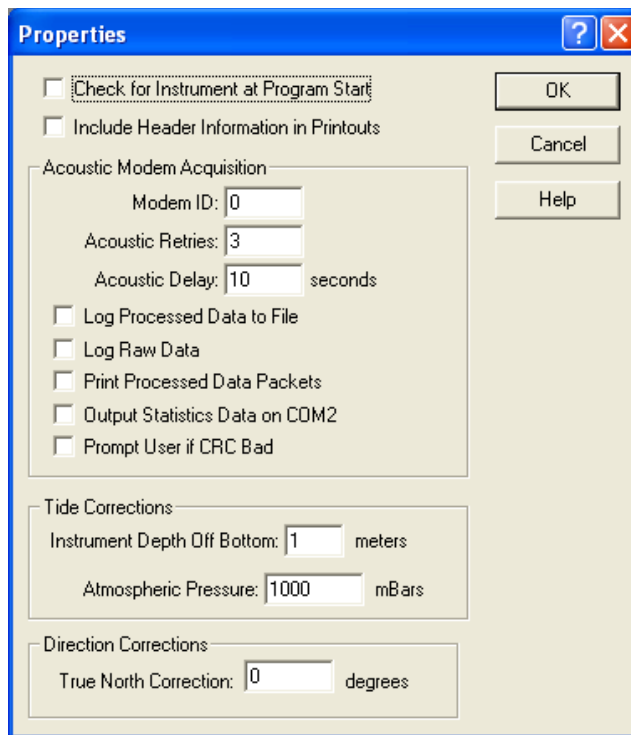 Properties
Check for Instrument at Program Start
OK
Include Header Information in Printouts
Cancel
Acoustic Modem Acquisition
Modem ID: 0
Help
Acoustic Retries: 3
Acoustic Delay: 10 seconds
Log Processed Data to File
Log Raw Data
Print Processed Data Packets
Output Statistics Data on COM2
Prompt User if CRC Bad
Tide Corrections
Instrument Depth Off Bottom: 1 meters
Atmospheric Pressure: 1000 mBars
Direction Corrections
True North Correction: 0 degrees